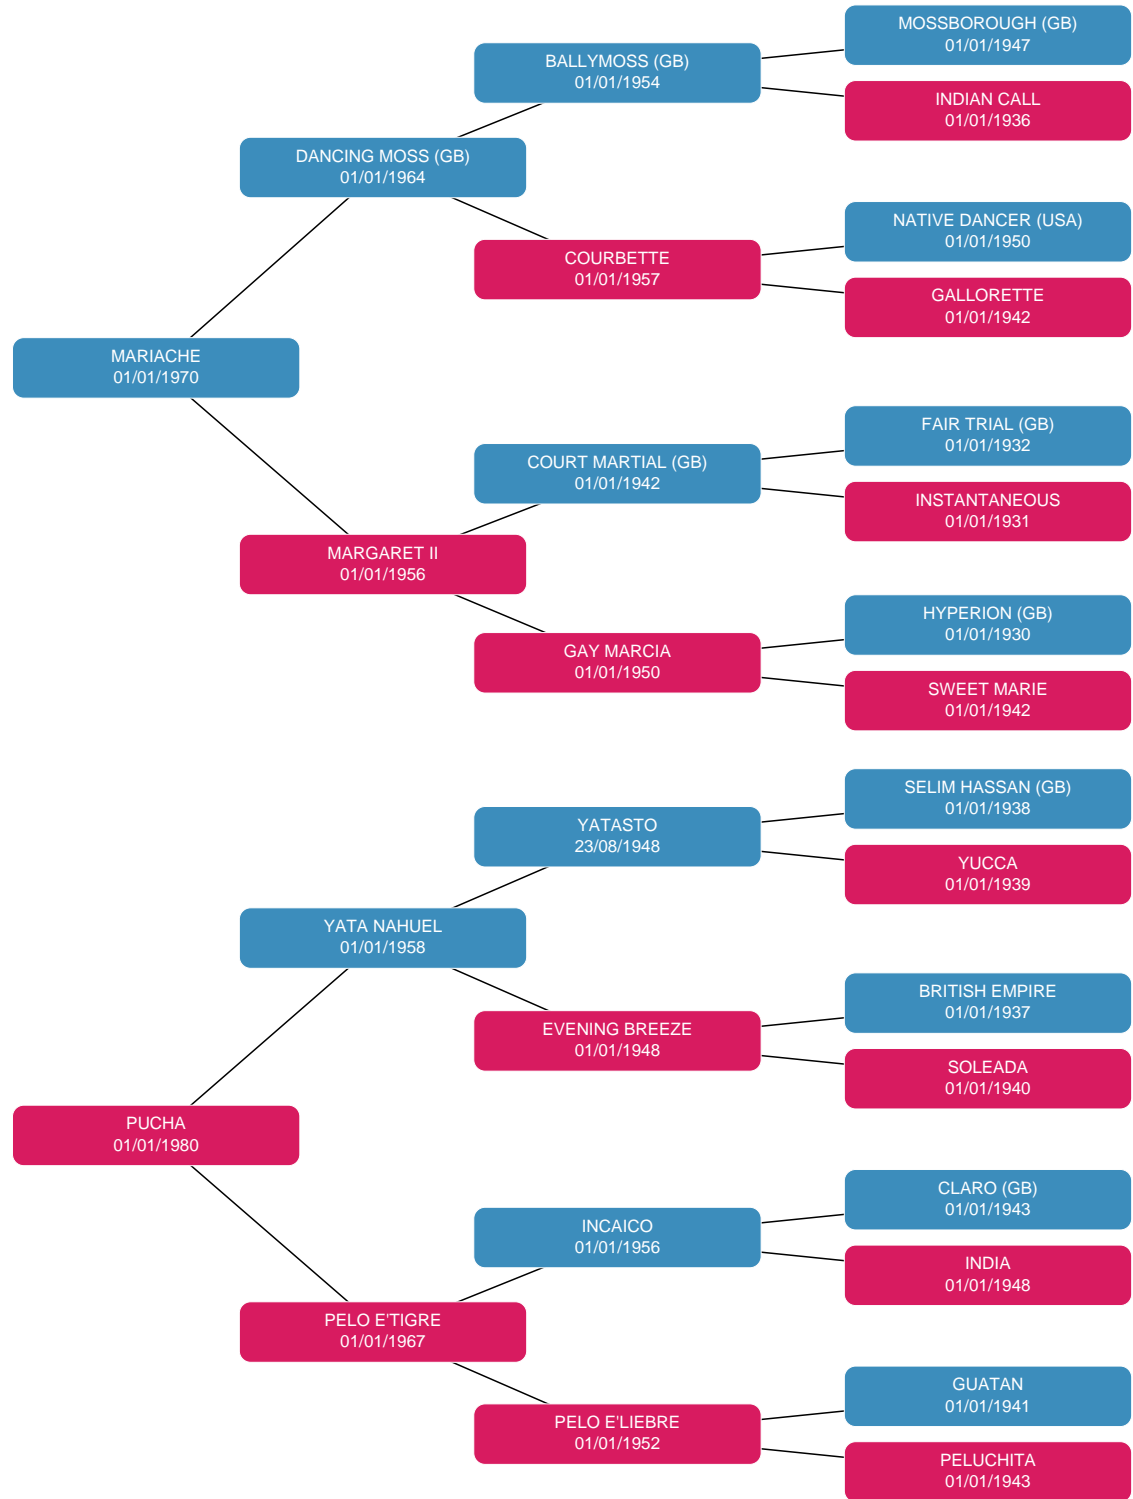 MOSSBOROUGH (GB)
01/01/1947
BALLYMOSS (GB)
01/01/1954
INDIAN CALL
01/01/1936
DANCING MOSS (GB)
01/01/1964
NATIVE DANCER (USA)
01/01/1950
COURBETTE
01/01/1957
GALLORETTE
01/01/1942
MARIACHE
01/01/1970
FAIR TRIAL (GB)
01/01/1932
COURT MARTIAL (GB)
01/01/1942
INSTANTANEOUS
01/01/1931
MARGARET II
01/01/1956
HYPERION (GB)
01/01/1930
GAY MARCIA
01/01/1950
SWEET MARIE
01/01/1942
SELIM HASSAN (GB)
01/01/1938
YATASTO
23/08/1948
YUCCA
01/01/1939
YATA NAHUEL
01/01/1958
BRITISH EMPIRE
01/01/1937
EVENING BREEZE
01/01/1948
SOLEADA
01/01/1940
PUCHA
01/01/1980
CLARO (GB)
01/01/1943
INCAICO
01/01/1956
INDIA
01/01/1948
PELO E'TIGRE
01/01/1967
GUATAN
01/01/1941
PELO E'LIEBRE
01/01/1952
PELUCHITA
01/01/1943